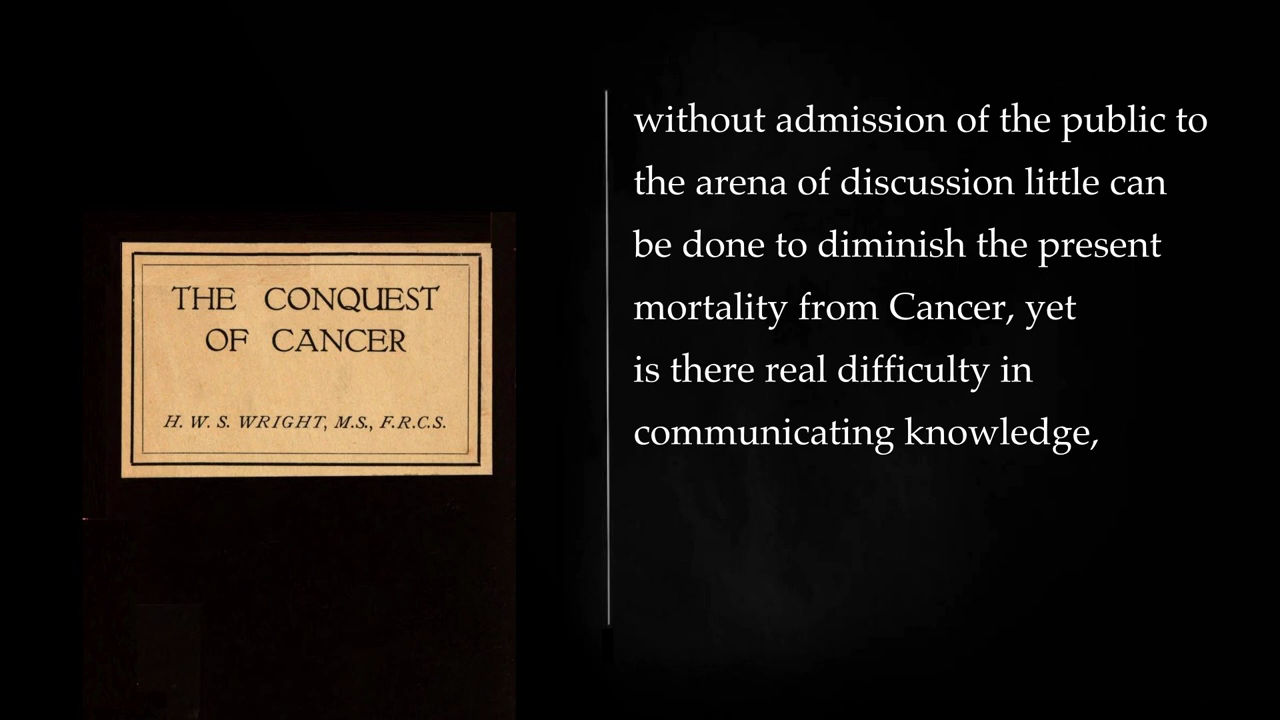 THE CONQUEST
OF CANCER
H. W. S. WRIGHT, M.S., F.R.C.S.
without admission of the public to
the arena of discussion little can
be done to diminish the present
mortality from Cancer, yet
is there real difficulty in
communicating knowledge,